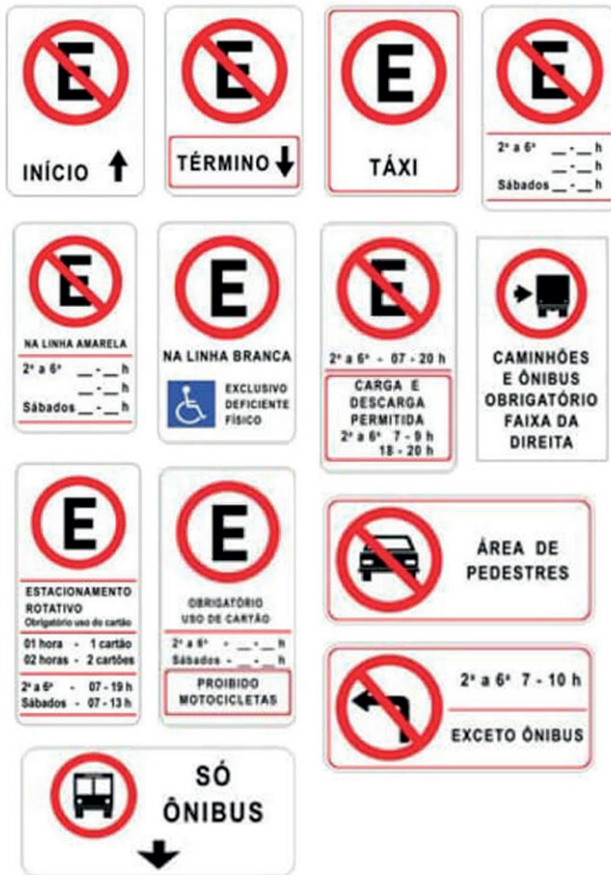 E
INÍCIO
E
TÉRMINO
E
TÁXI
E
2ª a 6ª __ - __ h
__ - __ h
Sábados __ - __ h
E
NA LINHA AMARELA
2ª a 6ª __ - __ h
__ - __ h
Sábados __ - __ h
E
NA LINHA BRANCA
EXCLUSIVO
DEFICIENTE
FÍSICO
E
2ª a 6ª - 07 - 20 h
CARGA E
DESCARGA
PERMITIDA
2ª a 6ª 7 - 9 h
18 - 20 h
CAMINHÕES
E ÔNIBUS
OBRIGATÓRIO
FAIXA DA
DIREITA
E
ESTACIONAMENTO
ROTATIVO
Obrigatório uso do cartão
01 hora - 1 cartão
02 horas - 2 cartões
2ª a 6ª - 07 - 19 h
Sábados - 07 - 13 h
E
OBRIGATÓRIO
USO DE CARTÃO
2ª a 6ª - __ - __ h
Sábados - __ - __ h
PROIBIDO
MOTOCICLETAS
ÁREA DE
PEDESTRES
2ª a 6ª 7 - 10 h
EXCETO ÔNIBUS
SÓ
ÔNIBUS